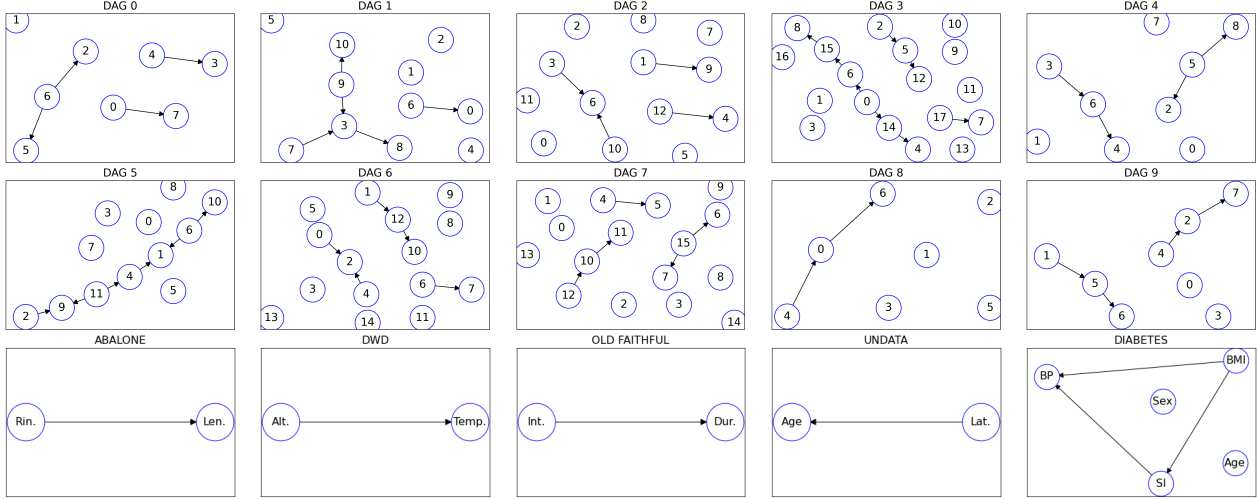 DAG 0 DAG 1 DAG 2 DAG 3 DAG 4
1 2 4 3 6 0 7 5
5 10 2 9 1 6 0 3 7 8 4
2 8 7 3 1 9 11 6 12 4 0 10 5
8 2 10 15 5 9 16 6 12 11 1 0 17 7 3 14 4 13
7 8 3 5 6 2 1 4 0
DAG 5 DAG 6 DAG 7 DAG 8 DAG 9
8 10 3 0 6 7 1 4 5 11 9 2
1 9 5 12 8 0 10 2 3 4 6 7 13 14 11
9 1 4 5 6 0 11 15 13 10 7 8 12 2 3 14
6 2 0 1 3 4 5
7 2 1 4 5 0 6 3
ABALONE DWD OLD FAITHFUL UNDATA DIABETES
Rin. Len.
Alt. Temp.
Int. Dur.
Age Lat.
BMI BP Sex Age SI